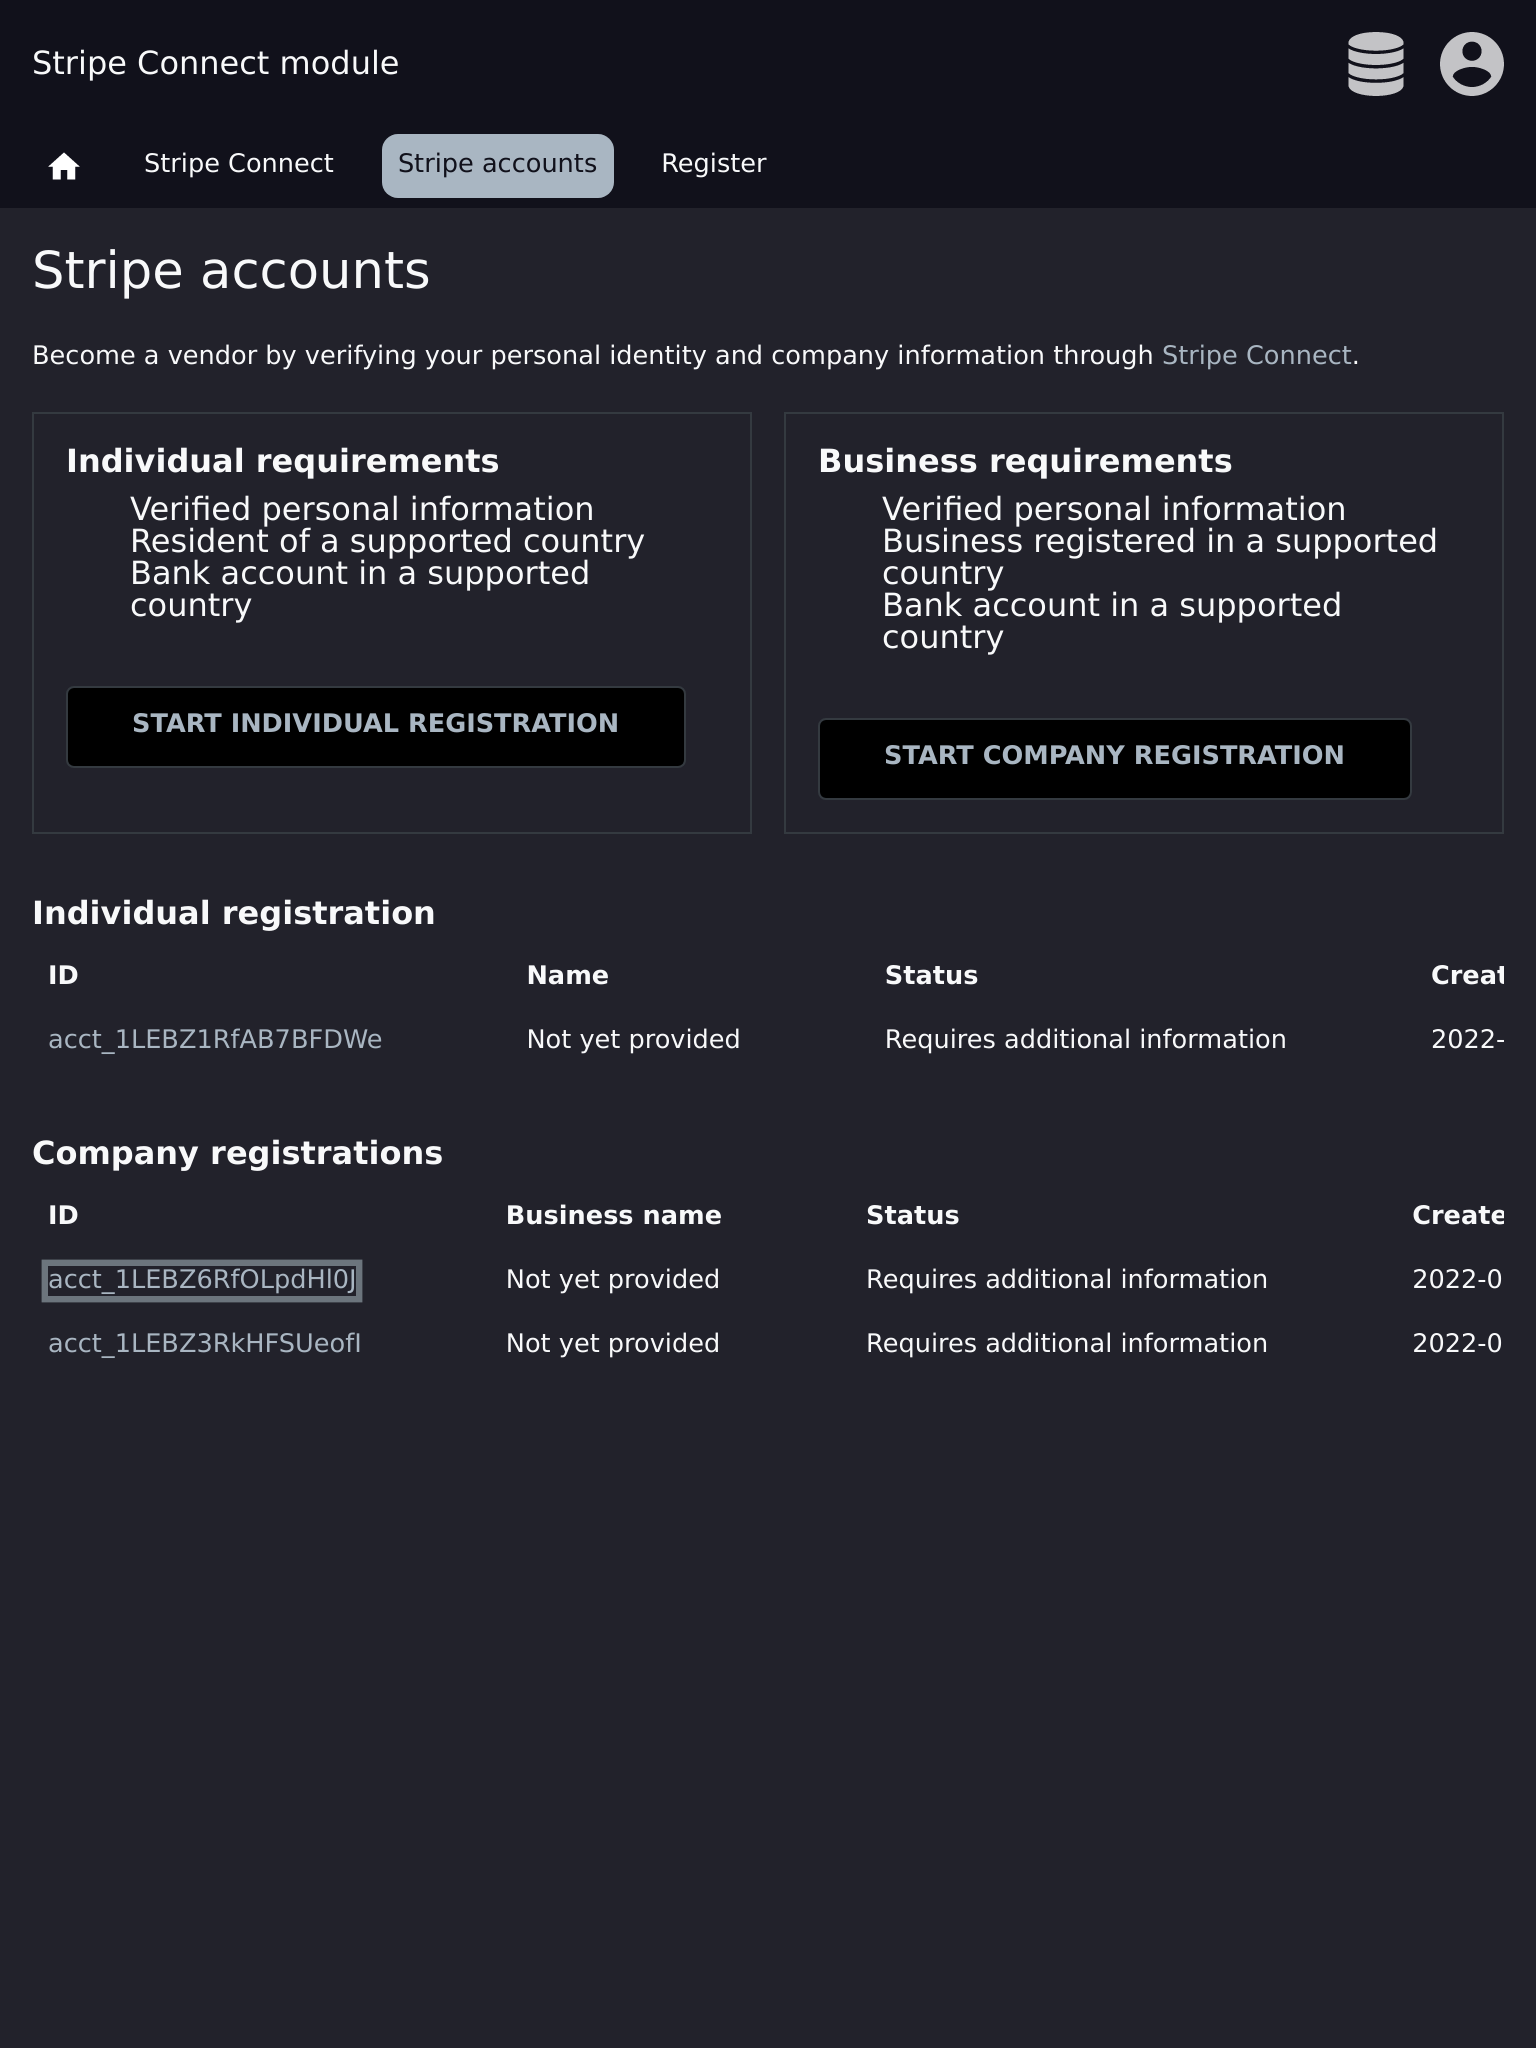 Stripe Connect module
Stripe Connect Stripe accounts Register
Stripe accounts
Become a vendor by verifying your personal identity and company information through Stripe Connect.
Individual requirements
Verified personal information
Resident of a supported country
Bank account in a supported
country
START INDIVIDUAL REGISTRATION
Business requirements
Verified personal information
Business registered in a supported
country
Bank account in a supported
country
START COMPANY REGISTRATION
Individual registration
ID Name Status Creat
acct_1LEBZ1RfAB7BFDWe Not yet provided Requires additional information 2022-
Company registrations
ID Business name Status Create
acct_1LEBZ6RfOLpdHl0J Not yet provided Requires additional information 2022-0
acct_1LEBZ3RkHFSUeofI Not yet provided Requires additional information 2022-0